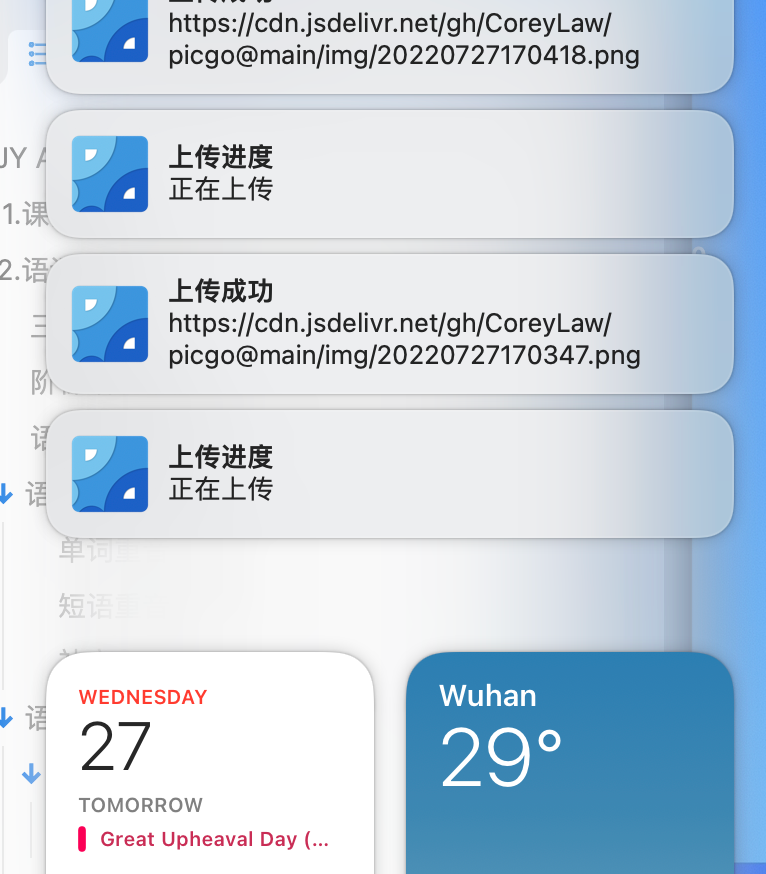 https://cdn.jsdelivr.net/gh/CoreyLaw/
picgo@main/img/20220727170418.png
上传进度
正在上传
上传成功
https://cdn.jsdelivr.net/gh/CoreyLaw/
picgo@main/img/20220727170347.png
上传进度
正在上传
1.课
2.语
三
阶
语
语
单词重
短语重
语
WEDNESDAY
27
TOMORROW
Great Upheaval Day (...
Wuhan
29°